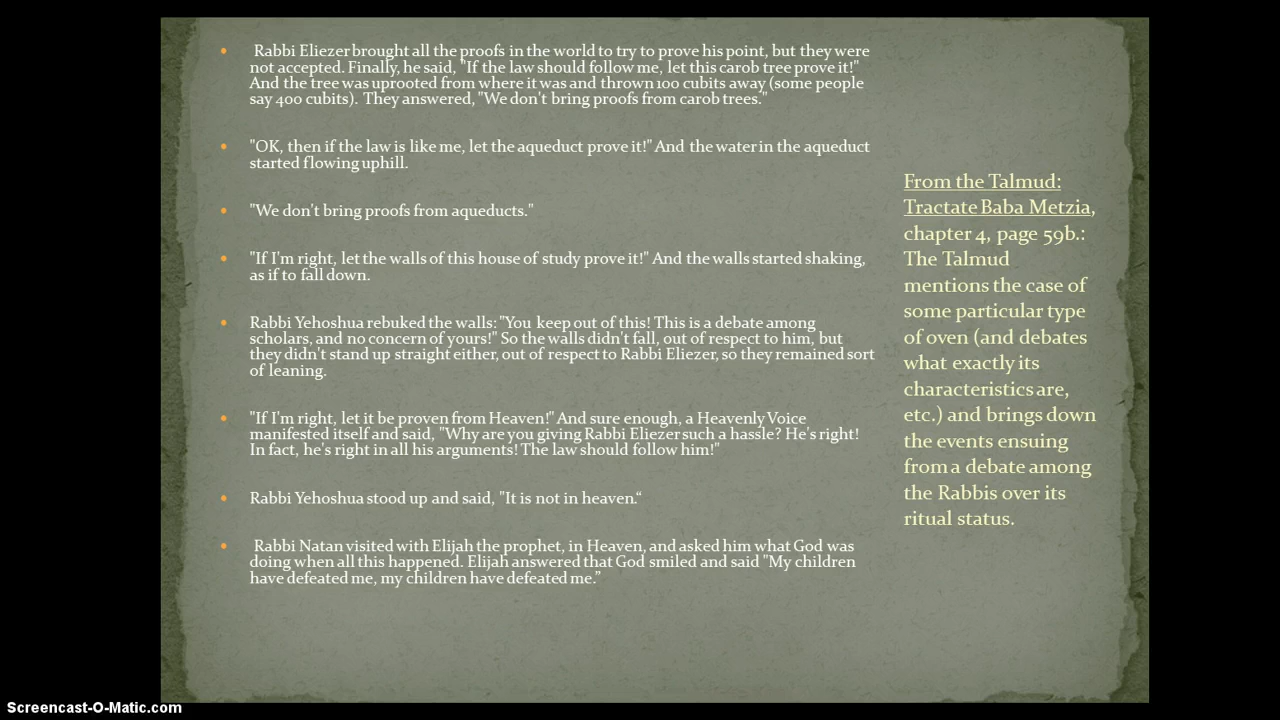 • Rabbi Eliezer brought all the proofs in the world to try to prove his point, but they were
not accepted. Finally, he said, "If the law should follow me, let this carob tree prove it!"
And the tree was uprooted from where it was and thrown 100 cubits away (some people
say 400 cubits). They answered, "We don't bring proofs from carob trees."
• "OK, then if the law is like me, let the aqueduct prove it!" And the water in the aqueduct
started flowing uphill.
• "We don't bring proofs from aqueducts."
• "If I'm right, let the walls of this house of study prove it!" And the walls started shaking,
as if to fall down.
• Rabbi Yehoshua rebuked the walls: "You keep out of this! This is a debate among
scholars, and no concern of yours!" So the walls didn't fall, out of respect to him, but
they didn't stand up straight either, out of respect to Rabbi Eliezer, so they remained sort
of leaning.
• "If I'm right, let it be proven from Heaven!" And sure enough, a Heavenly Voice
manifested itself and said, "Why are you giving Rabbi Eliezer such a hassle? He's right!
In fact, he's right in all his arguments! The law should follow him!"
• Rabbi Yehoshua stood up and said, "It is not in heaven.“
• Rabbi Natan visited with Elijah the prophet, in Heaven, and asked him what God was
doing when all this happened. Elijah answered that God smiled and said "My children
have defeated me, my children have defeated me.”
From the Talmud:
Tractate Baba Metzia,
chapter 4, page 59b.:
The Talmud
mentions the case of
some particular type
of oven (and debates
what exactly its
characteristics are,
etc.) and brings down
the events ensuing
from a debate among
the Rabbis over its
ritual status.
Screencast-O-Matic.com